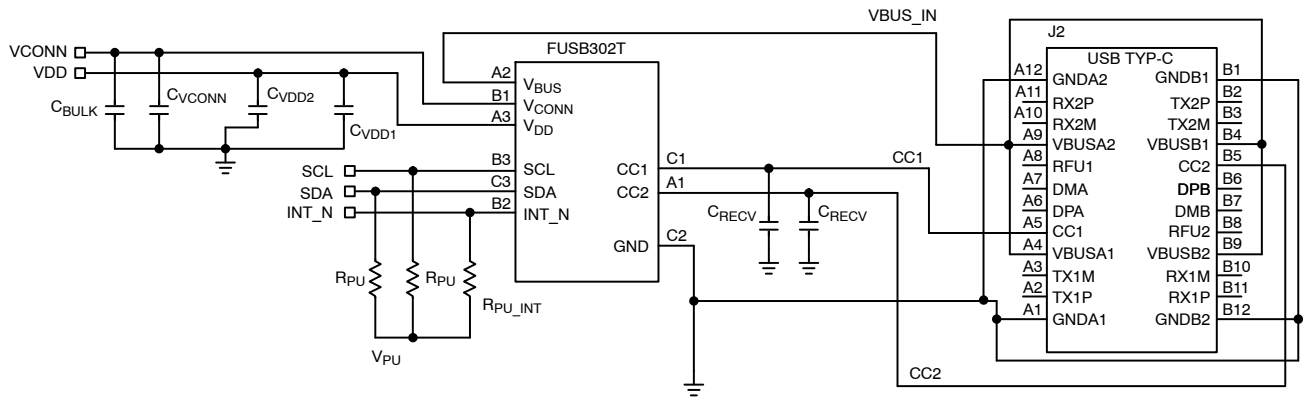 VBUS_IN
J2
FUSB302T
USB TYP-C
VCONN
VDD
CBULK
CVCONN
CVDD2
CVDD1
A2
VBUS
B1
VCONN
A3
VDD
B3
SCL
SCL
C3
SDA
SDA
B2
INT_N
INT_N
CC1
C1
CC1
CC2
A1
GND
C2
CRECV
CRECV
RPU
RPU
RPU_INT
VPU
CC2
A12 GNDA2 GNDB1 B1
A11 RX2P TX2P B2
A10 RX2M TX2M B3
A9 VBUSA2 VBUSB1 B4
A8 RFU1 CC2 B5
A7 DMA DPB B6
A6 DPA DMB B7
A5 CC1 RFU2 B8
A4 VBUSA1 VBUSB2 B9
A3 TX1M RX1M B10
A2 TX1P RX1P B11
A1 GNDA1 GNDB2 B12